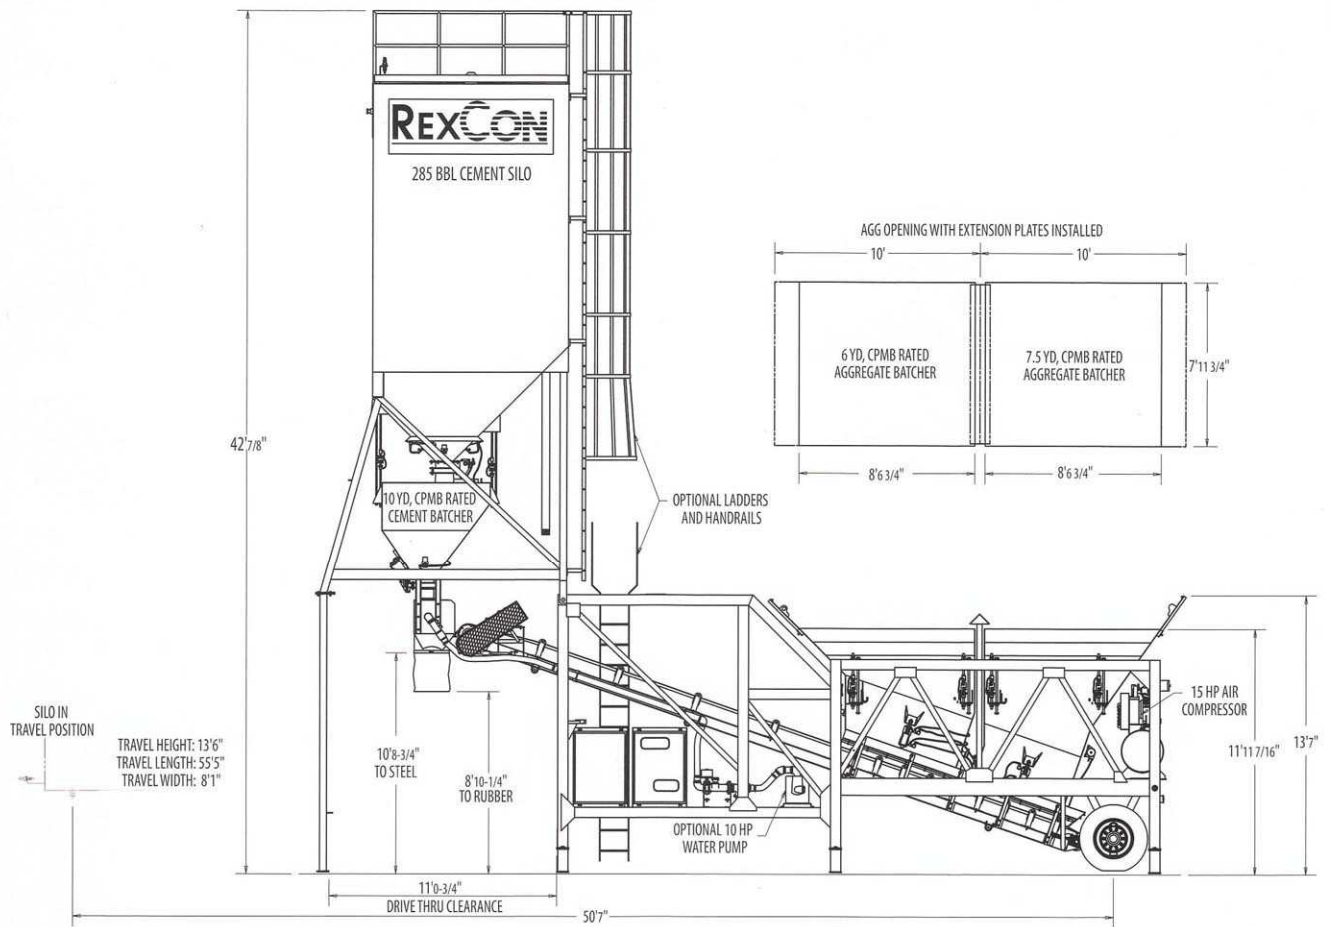 REXCON
285 BBL CEMENT SILO
AGG OPENING WITH EXTENSION PLATES INSTALLED
10'
10'
6 YD, CPMB RATED
AGGREGATE BATCHER
7.5 YD, CPMB RATED
AGGREGATE BATCHER
7'11 3/4"
8'6 3/4"
8'6 3/4"
42'7/8"
10 YD, CPMB RATED
CEMENT BATCHER
OPTIONAL LADDERS
AND HANDRAILS
SILO IN
TRAVEL POSITION
TRAVEL HEIGHT: 13'6"
TRAVEL LENGTH: 55'5"
TRAVEL WIDTH: 8'1"
10'8-3/4"
TO STEEL
8'10-1/4"
TO RUBBER
15 HP AIR
COMPRESSOR
11'11 7/16"
13'7"
OPTIONAL 10 HP
WATER PUMP
11'0-3/4"
DRIVE THRU CLEARANCE
50'7"